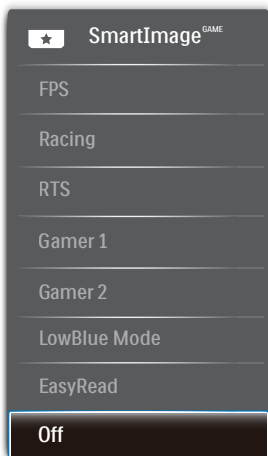 SmartImage GAME
FPS
Racing
RTS
Gamer 1
Gamer 2
LowBlue Mode
EasyRead
Off